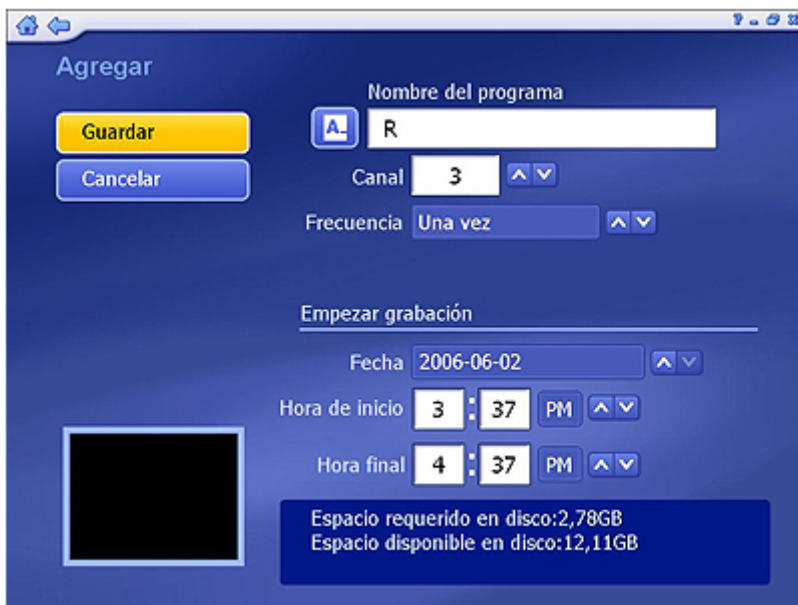 Agregar
Guardar
Cancelar
Nombre del programa
A
R
Canal 3
Frecuencia Una vez
Empezar grabación
Fecha 2006-06-02
Hora de inicio 3 : 37 PM
Hora final 4 : 37 PM
Espacio requerido en disco:2,78GB
Espacio disponible en disco:12,11GB